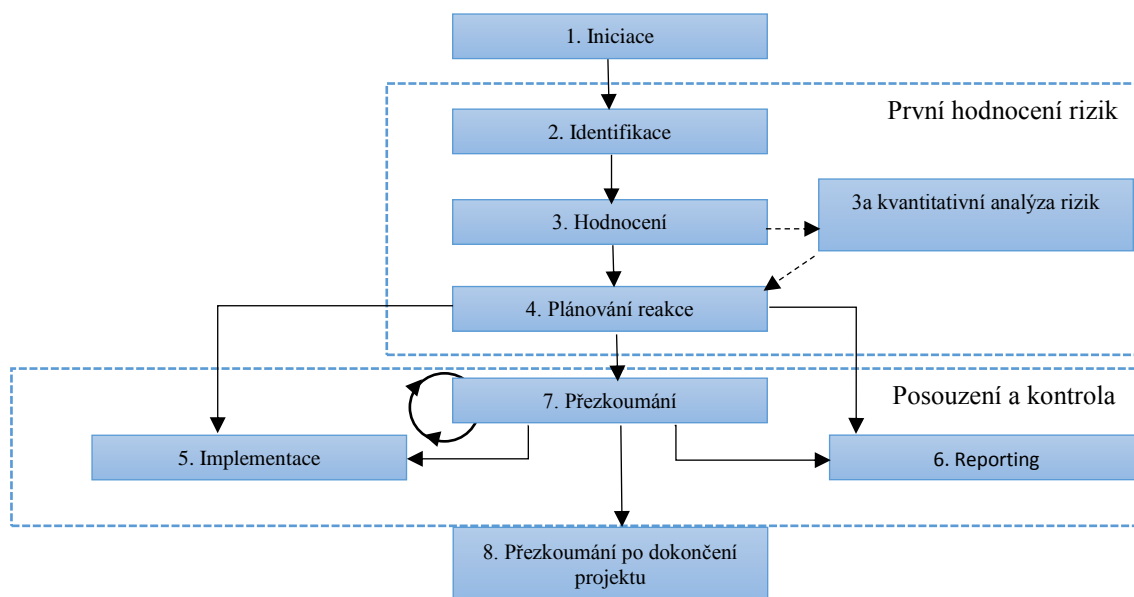 1. Iniciace
První hodnocení rizik
2. Identifikace
3a kvantitativní analýza rizik
3. Hodnocení
4. Plánování reakce
7. Přezkoumání
Posouzení a kontrola
5. Implementace
6. Reporting
8. Přezkoumání po dokončení
projektu